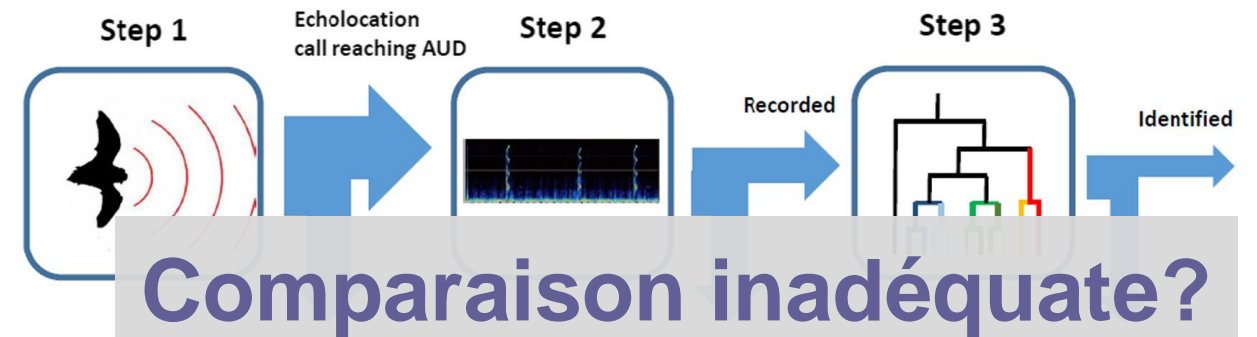 Step 1
Echolocation
call reaching AUD
Step 2
Recorded
Step 3
Identified
Comparaison inadéquate?